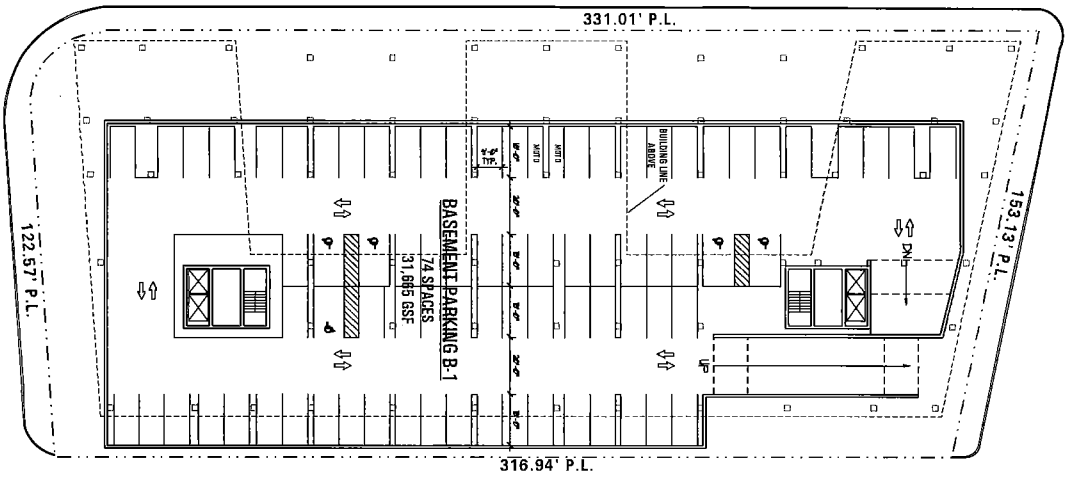 331.01' P.L.
153.13' P.L.
122.57' P.L.
316.94' P.L.
BASEMENT PARKING B-1
74 SPACES
31,665 GSF
BUILDING LINE
ABOVE
MOTO
MOTO
TYP.
DN
UP